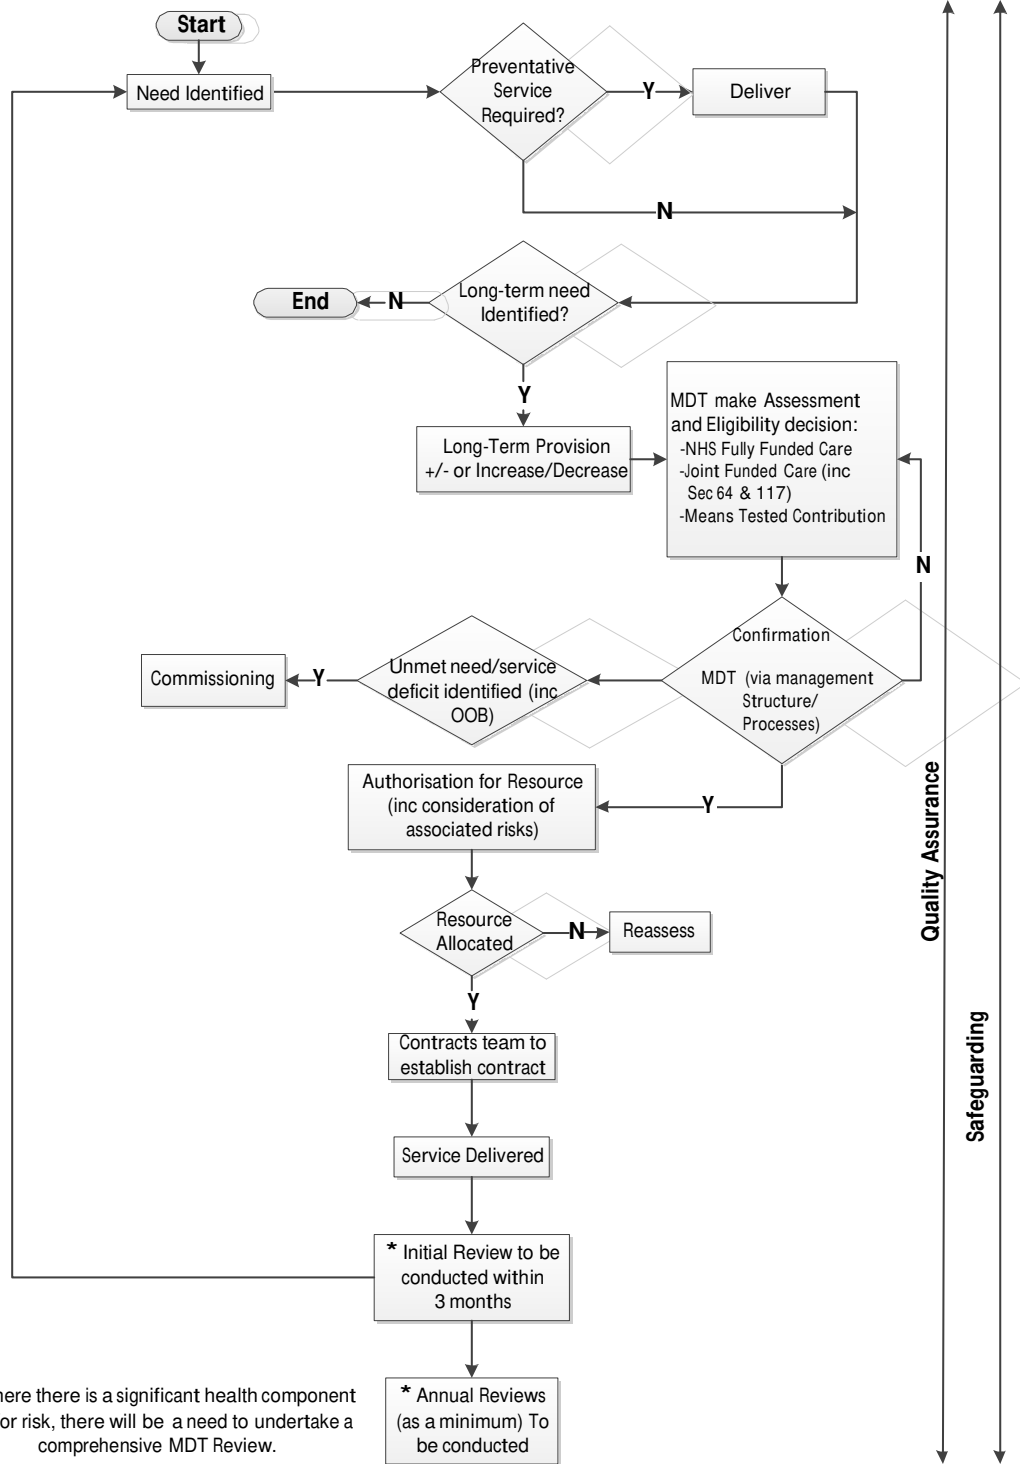 Start
Need Identified
Preventative
Service
Required?
Y
Deliver
N
Long-term need
Identified?
N
End
Y
Long-Term Provision
+/- or Increase/Decrease
MDT make Assessment
and Eligibility decision:
-NHS Fully Funded Care
-Joint Funded Care (inc
Sec 64 & 117)
-Means Tested Contribution
N
Confirmation
MDT (via management
Structure/
Processes)
Unmet need/service
deficit identified (inc
OOB)
Y
Commissioning
Y
Authorisation for Resource
(inc consideration of
associated risks)
Resource
Allocated
N
Reassess
Y
Contracts team to
establish contract
Service Delivered
* Initial Review to be
conducted within
3 months
* Annual Reviews
(as a minimum) To
be conducted
there is a significant health component
or risk, there will be a need to undertake a
comprehensive MDT Review.
Quality Assurance
Safeguarding